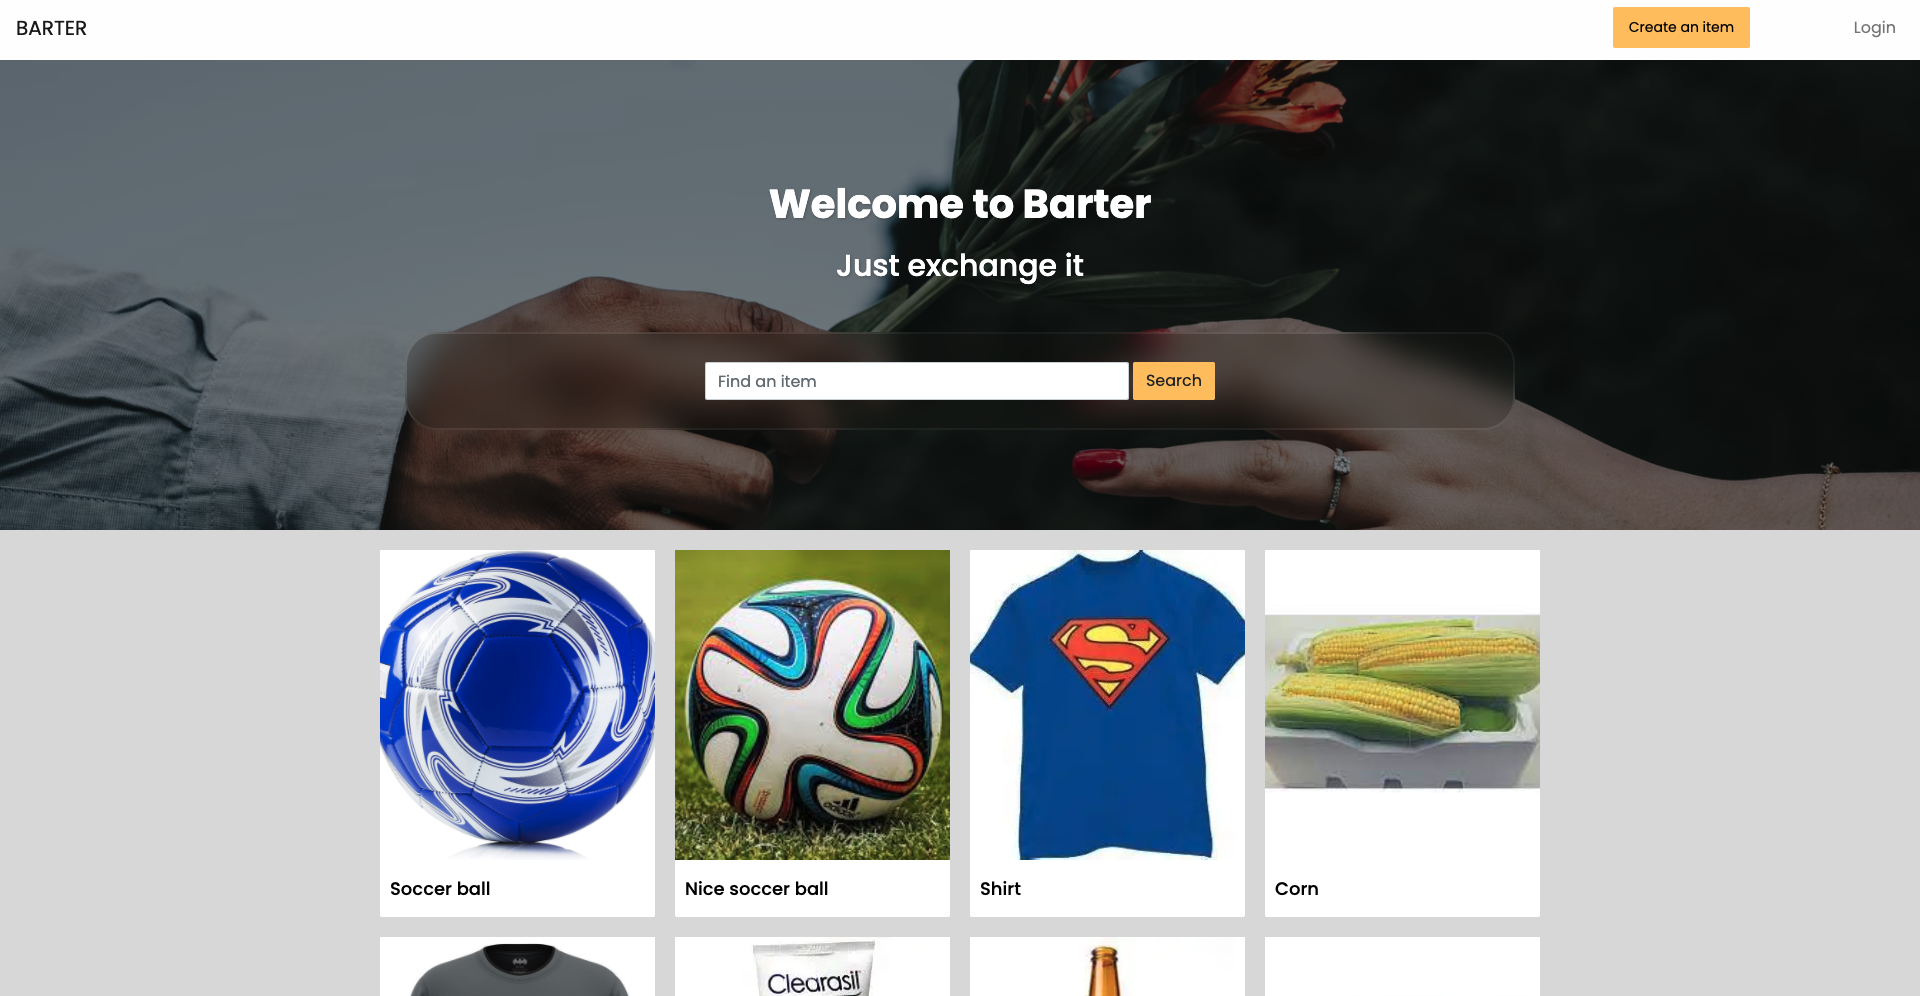 BARTER
Create an item
Login
Welcome to Barter
Just exchange it
Find an item
Search
adidas
Soccer ball
Nice soccer ball
Shirt
Corn
Clearasil